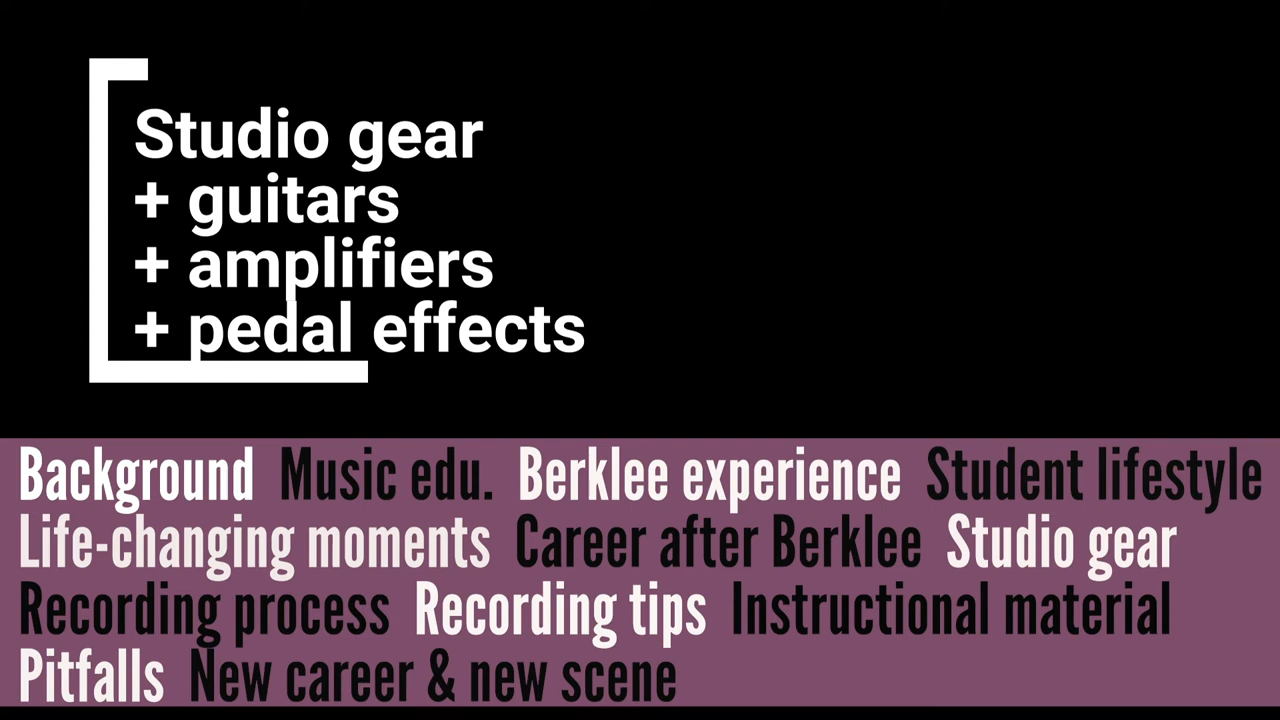 Studio gear
+ guitars
+ amplifiers
+ pedal effects
Background Music edu. Berklee experience Student lifestyle
Life-changing moments Career after Berklee Studio gear
Recording process Recording tips Instructional material
Pitfalls New career & new scene